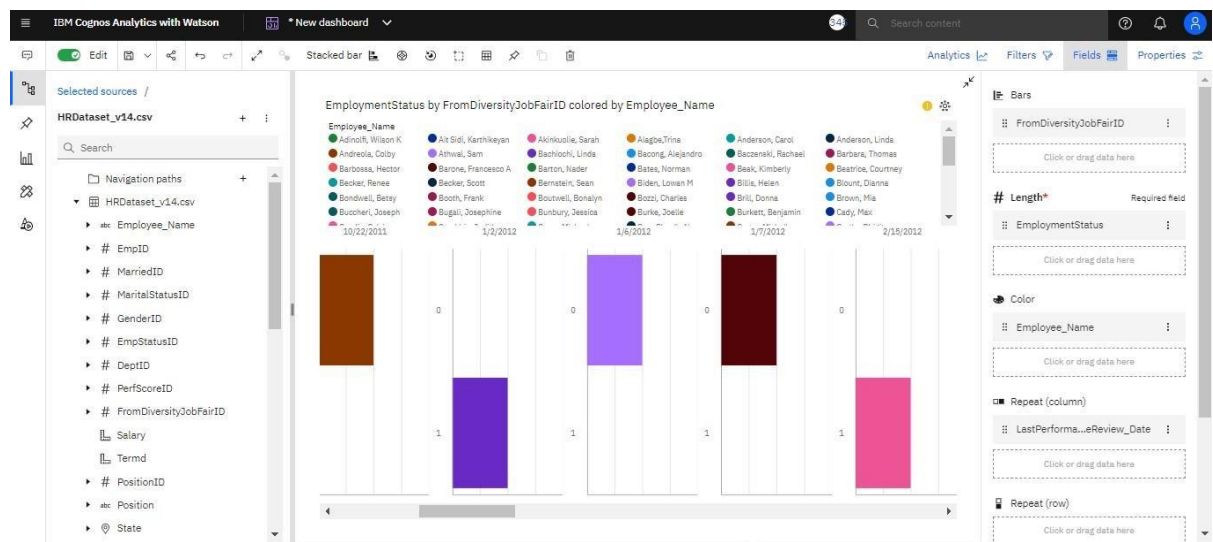 IBM Cognos Analytics with Watson
* New dashboard
Search content
Edit
Stacked bar
Analytics
Filters
Fields
Properties
Selected sources /
HRDataset_v14.csv
Search
Navigation paths
HRDataset_v14.csv
abc Employee_Name
# EmpID
# MarriedID
# MaritalStatusID
# GenderID
# EmpStatusID
# DeptID
# PerfScoreID
# FromDiversityJobFairID
Salary
Termd
# PositionID
abc Position
State
EmploymentStatus by FromDiversityJobFairID colored by Employee_Name
Employee_Name
Adinolfi, Wilson K Ait Sidi, Karthikeyan Akinkuolie, Sarah Alagbe,Trina Anderson, Carol Anderson, Linda
Andreola, Colby Athwal, Sam Bachiochi, Linda Bacong, Alejandro Baczenski, Rachael Barbara, Thomas
Barbossa, Hector Barone, Francesco A Barton, Nader Bates, Norman Beak, Kimberly Beatrice, Courtney
Becker, Renee Becker, Scott Bernstein, Sean Biden, Lowan M Billis, Helen Blount, Dianna
Bondwell, Betsy Booth, Frank Boutwell, Bonalyn Bozzi, Charles Brill, Donna Brown, Mia
Buccheri, Joseph Bugali, Josephine Bunbury, Jessica Burke, Joelle Burkett, Benjamin Cady, Max
10/22/2011 1/2/2012 1/6/2012 1/7/2012 2/15/2012
0 0 0 0
1 1 1 1
Bars
FromDiversityJobFairID
Click or drag data here
# Length* Required field
EmploymentStatus
Click or drag data here
Color
Employee_Name
Click or drag data here
Repeat (column)
LastPerforma...eReview_Date
Click or drag data here
Repeat (row)
Click or drag data here